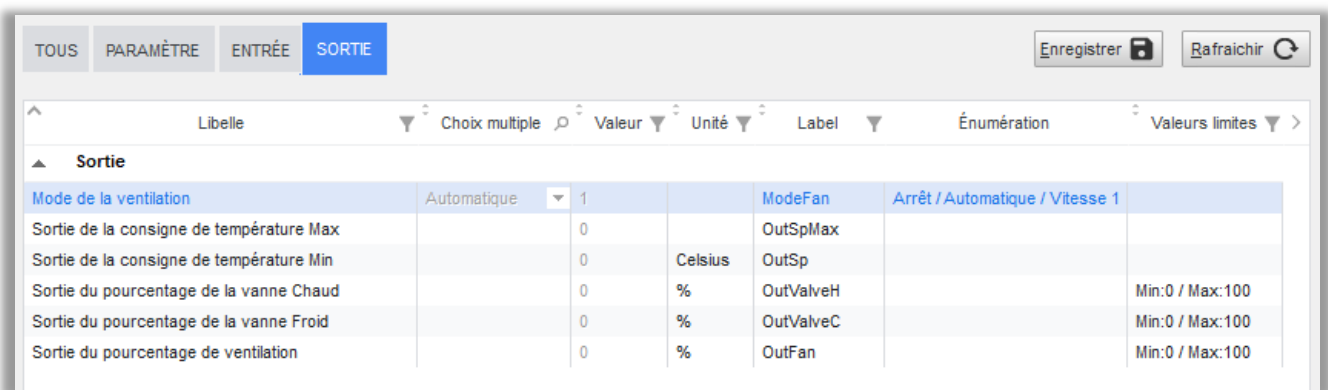 TOUS PARAMÈTRE ENTRÉE SORTIE Enregistrer Rafraichir
Libelle Choix multiple Valeur Unité Label Énumération Valeurs limites
Sortie
Mode de la ventilation Automatique 1 ModeFan Arrêt / Automatique / Vitesse 1
Sortie de la consigne de température Max 0 OutSpMax
Sortie de la consigne de température Min 0 Celsius OutSp
Sortie du pourcentage de la vanne Chaud 0 % OutValveH Min:0 / Max:100
Sortie du pourcentage de la vanne Froid 0 % OutValveC Min:0 / Max:100
Sortie du pourcentage de ventilation 0 % OutFan Min:0 / Max:100